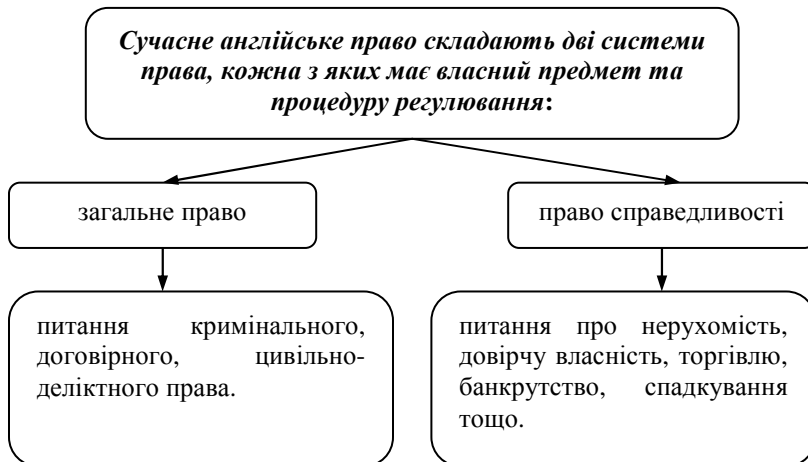 Сучасне англійське право складають дві системи
права, кожна з яких має власний предмет та
процедуру регулювання:
загальне право
право справедливості
питання кримінального,
договірного, цивільно-
деліктного права.
питання про нерухомість,
довірчу власність, торгівлю,
банкрутство, спадкування
тощо.